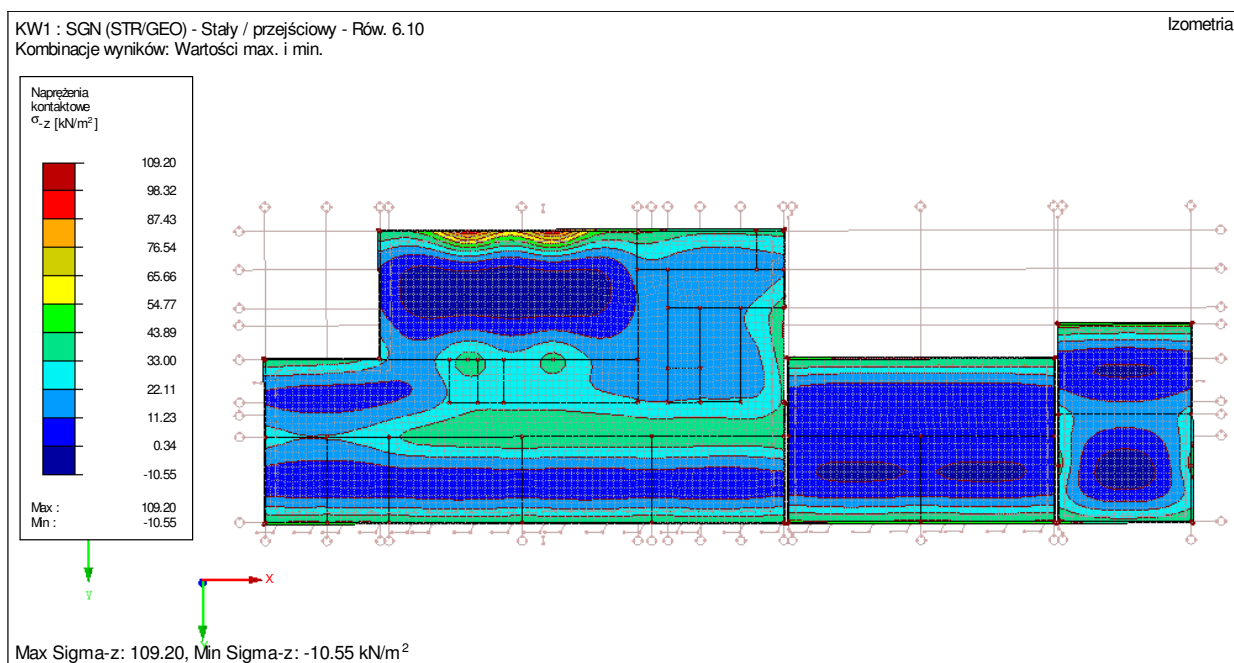 KW1 : SGN (STR/GEO) - Stały / przejściowy - Rów. 6.10
Izometria
Kombinacje wyników: Wartości max. i min.
Naprężenia
kontaktowe
σ-z [kN/m²]
109.20
98.32
87.43
76.54
65.66
54.77
43.89
33.00
22.11
11.23
0.34
-10.55
Max : 109.20
Min : -10.55
X
Y
Y
Max Sigma-z: 109.20, Min Sigma-z: -10.55 kN/m²